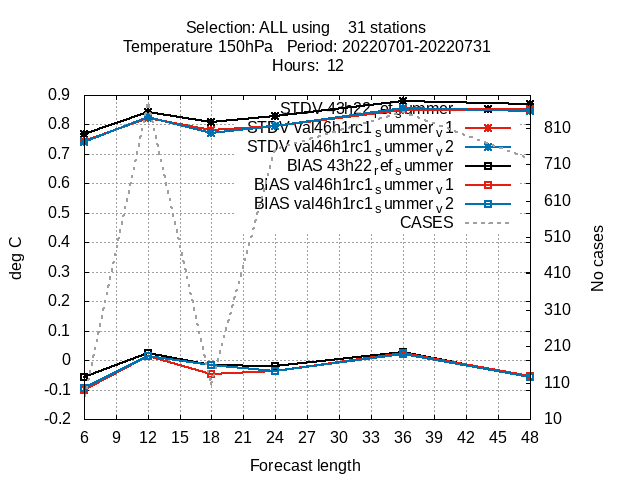 Selection: ALL using    31 stations
Temperature 150hPa   Period: 20220701-20220731
Hours: 12
0.9
0.8
0.7
0.6
0.5
0.4
0.3
0.2
0.1
0
-0.1
-0.2
deg C
STDV 43h22_ref_summer
STDV val46h1rc1_summer_v1
STDV val46h1rc1_summer_v2
BIAS 43h22_ref_summer
BIAS val46h1rc1_summer_v1
BIAS val46h1rc1_summer_v2
CASES
810
710
610
510
410
310
210
110
10
No cases
6 9 12 15 18 21 24 27 30 33 36 39 42 45 48
Forecast length